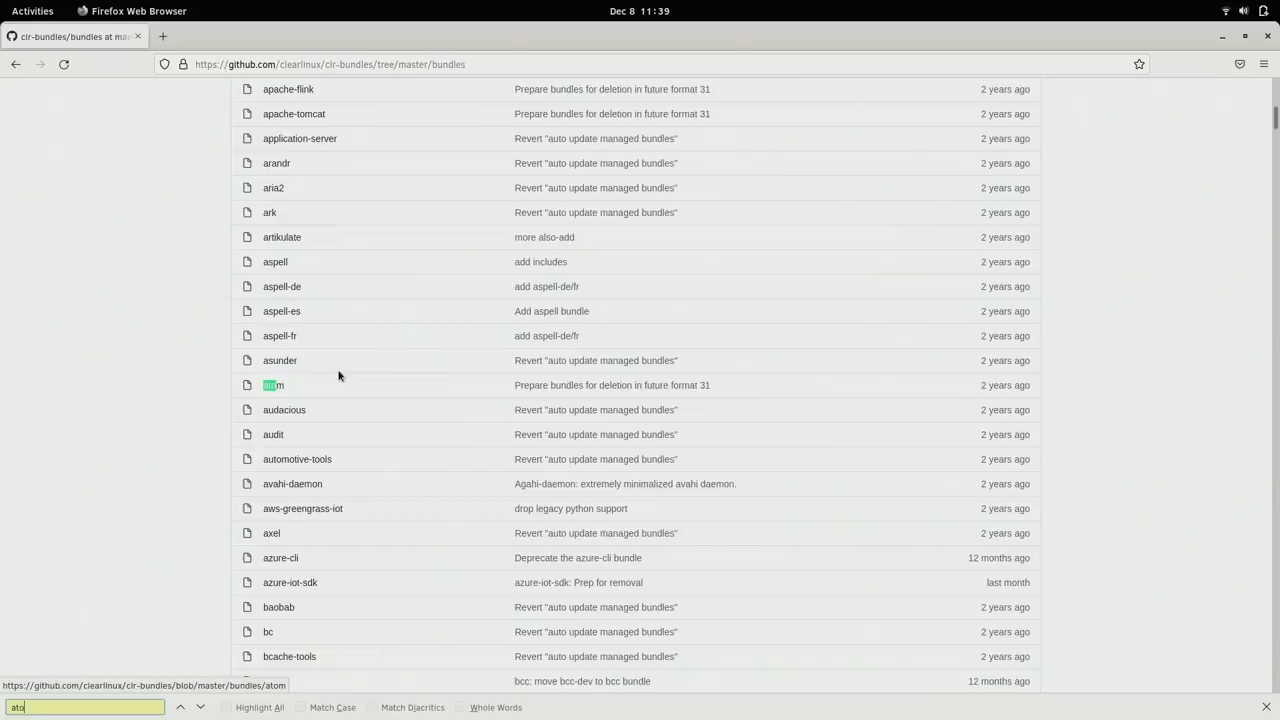 Activities Firefox Web Browser Dec 8 11:39
clr-bundles/bundles at ma
https://github.com/clearlinux/clr-bundles/tree/master/bundles
apache-flink Prepare bundles for deletion in future format 31 2 years ago
apache-tomcat Prepare bundles for deletion in future format 31 2 years ago
application-server Revert "auto update managed bundles" 2 years ago
arandr Revert "auto update managed bundles" 2 years ago
aria2 Revert "auto update managed bundles" 2 years ago
ark Revert "auto update managed bundles" 2 years ago
artikulate more also-add 2 years ago
aspell add includes 2 years ago
aspell-de add aspell-de/fr 2 years ago
aspell-es Add aspell bundle 2 years ago
aspell-fr add aspell-de/fr 2 years ago
asunder Revert "auto update managed bundles" 2 years ago
atom Prepare bundles for deletion in future format 31 2 years ago
audacious Revert "auto update managed bundles" 2 years ago
audit Revert "auto update managed bundles" 2 years ago
automotive-tools Revert "auto update managed bundles" 2 years ago
avahi-daemon Agahi-daemon: extremely minimalized avahi daemon. 2 years ago
aws-greengrass-iot drop legacy python support 2 years ago
axel Revert "auto update managed bundles" 2 years ago
azure-cli Deprecate the azure-cli bundle 12 months ago
azure-iot-sdk azure-iot-sdk: Prep for removal last month
baobab Revert "auto update managed bundles" 2 years ago
bc Revert "auto update managed bundles" 2 years ago
bcache-tools Revert "auto update managed bundles" 2 years ago
bcc: move bcc-dev to bcc bundle 12 months ago
https://github.com/clearlinux/clr-bundles/blob/master/bundles/atom
ato Highlight All Match Case Match Diacritics Whole Words